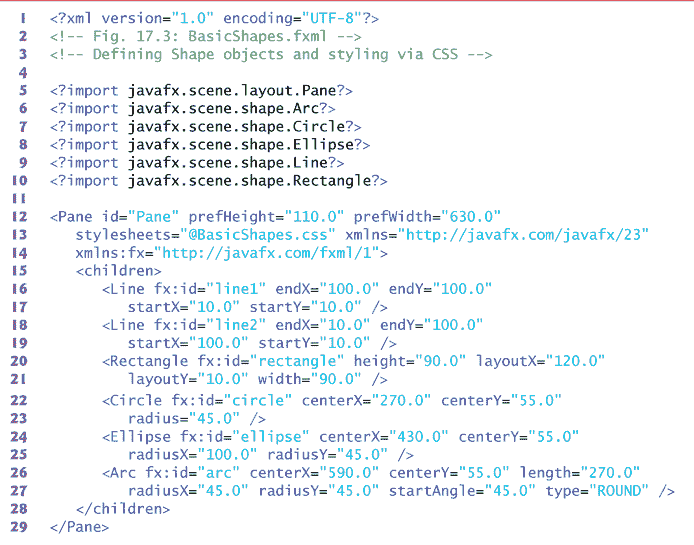 1 <?xml version="1.0" encoding="UTF-8"?>
2 <!-- Fig. 17.3: BasicShapes.fxml -->
3 <!-- Defining Shape objects and styling via CSS -->
4
5 <?import javafx.scene.layout.Pane?>
6 <?import javafx.scene.shape.Arc?>
7 <?import javafx.scene.shape.Circle?>
8 <?import javafx.scene.shape.Ellipse?>
9 <?import javafx.scene.shape.Line?>
10 <?import javafx.scene.shape.Rectangle?>
11
12 <Pane id="Pane" prefHeight="110.0" prefWidth="630.0"
13    stylesheets="@BasicShapes.css" xmlns="http://javafx.com/javafx/23"
14    xmlns:fx="http://javafx.com/fxml/1">
15    <children>
16       <Line fx:id="line1" endX="100.0" endY="100.0"
17          startX="10.0" startY="10.0" />
18       <Line fx:id="line2" endX="10.0" endY="100.0"
19          startX="100.0" startY="10.0" />
20       <Rectangle fx:id="rectangle" height="90.0" layoutX="120.0"
21          layoutY="10.0" width="90.0" />
22       <Circle fx:id="circle" centerX="270.0" centerY="55.0"
23          radius="45.0" />
24       <Ellipse fx:id="ellipse" centerX="430.0" centerY="55.0"
25          radiusX="100.0" radiusY="45.0" />
26       <Arc fx:id="arc" centerX="590.0" centerY="55.0" length="270.0"
27          radiusX="45.0" radiusY="45.0" startAngle="45.0" type="ROUND" />
28    </children>
29 </Pane>